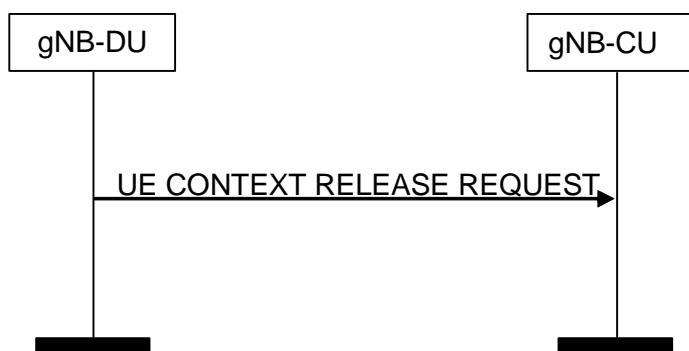 gNB-DU
gNB-CU
UE CONTEXT RELEASE REQUEST